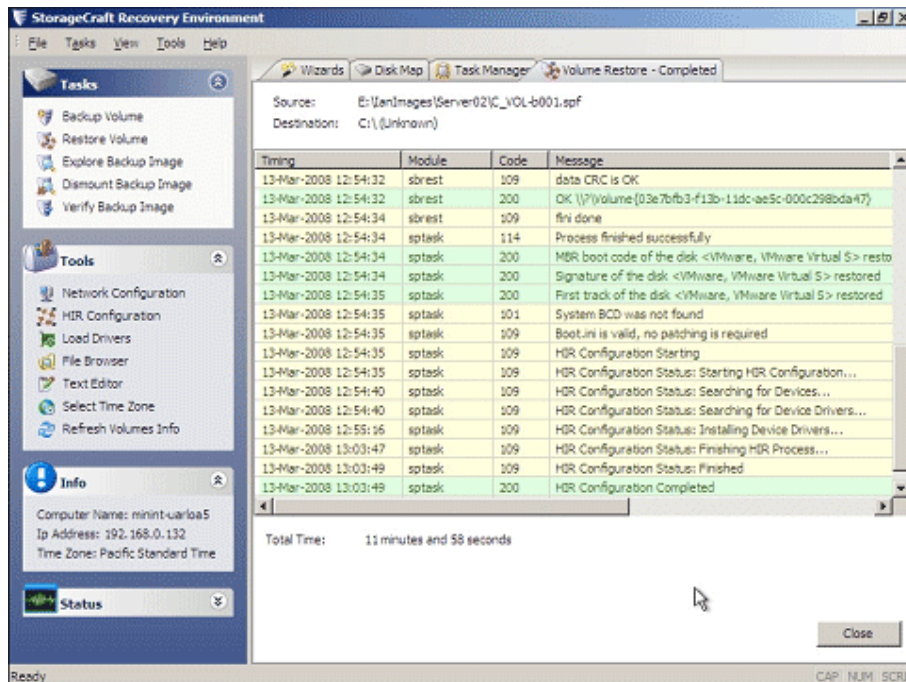 StorageCraft Recovery Environment
File Tasks View Tools Help
Tasks
Backup Volume
Restore Volume
Explore Backup Image
Dismount Backup Image
Verify Backup Image
Tools
Network Configuration
HIR Configuration
Load Drivers
File Browser
Text Editor
Select Time Zone
Refresh Volumes Info
Info
Computer Name: minint-uarloa5
Ip Address: 192.168.0.132
Time Zone: Pacific Standard Time
Status
Wizards Disk Map Task Manager Volume Restore - Completed
Source: E:\IanImages\Server02\C_VOL-b001.spf
Destination: C:\ (Unknown)
Timing Module Code Message
13-Mar-2008 12:54:32 sbrest 109 data CRC is OK
13-Mar-2008 12:54:32 sbrest 200 OK \\?\Volume{03e7bfb3-f13b-11dc-ae5c-000c298bda47}
13-Mar-2008 12:54:34 sbrest 109 fini done
13-Mar-2008 12:54:34 sptask 114 Process finished successfully
13-Mar-2008 12:54:34 sptask 200 MBR boot code of the disk <VMware, VMware Virtual S> resto
13-Mar-2008 12:54:34 sptask 200 Signature of the disk <VMware, VMware Virtual S> restored
13-Mar-2008 12:54:35 sptask 200 First track of the disk <VMware, VMware Virtual S> restored
13-Mar-2008 12:54:35 sptask 101 System BCD was not found
13-Mar-2008 12:54:35 sptask 109 Boot.ini is valid, no patching is required
13-Mar-2008 12:54:35 sptask 109 HIR Configuration Starting
13-Mar-2008 12:54:35 sptask 109 HIR Configuration Status: Starting HIR Configuration...
13-Mar-2008 12:54:40 sptask 109 HIR Configuration Status: Searching for Devices...
13-Mar-2008 12:54:40 sptask 109 HIR Configuration Status: Searching for Device Drivers...
13-Mar-2008 12:55:16 sptask 109 HIR Configuration Status: Installing Device Drivers...
13-Mar-2008 13:03:47 sptask 109 HIR Configuration Status: Finishing HIR Process...
13-Mar-2008 13:03:49 sptask 109 HIR Configuration Status: Finished
13-Mar-2008 13:03:49 sptask 200 HIR Configuration Completed
Total Time: 11 minutes and 58 seconds
Close
Ready CAP NUM SCRL